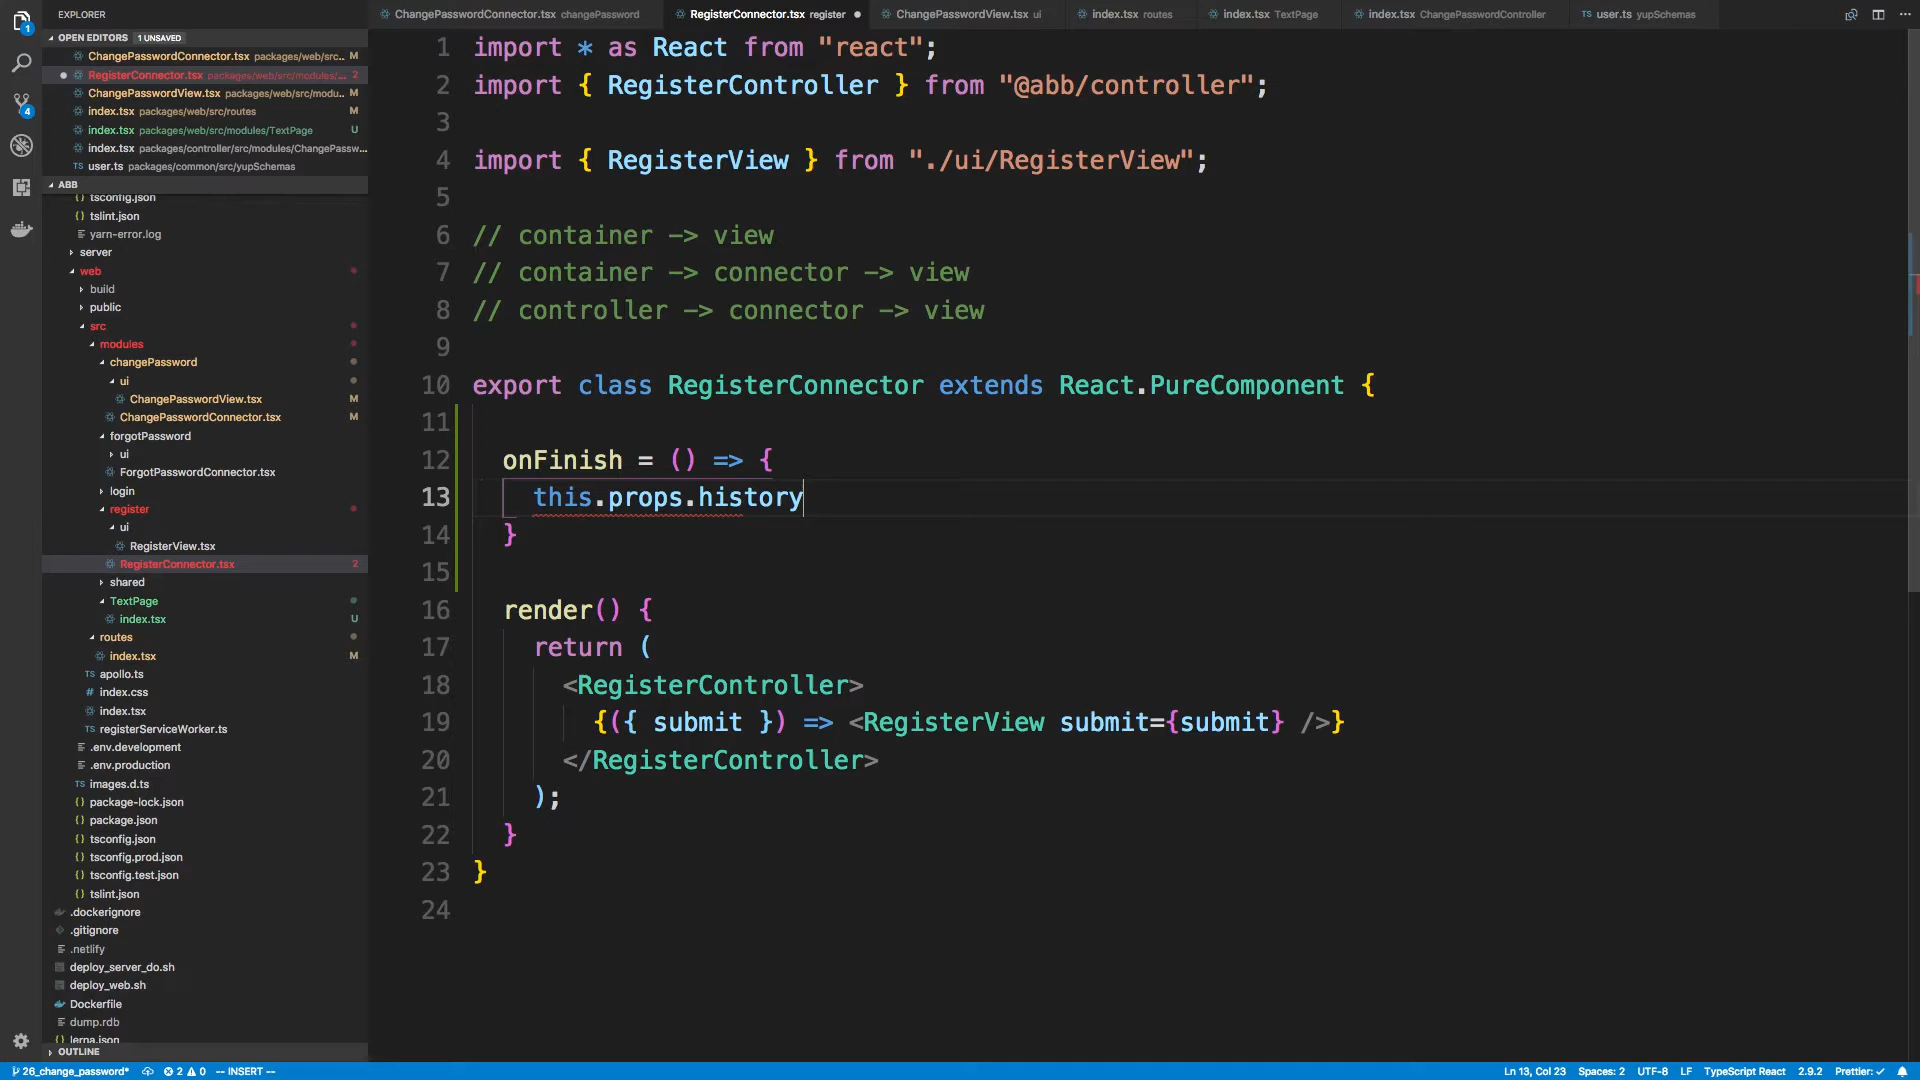 EXPLORER
OPEN EDITORS 1 UNSAVED
ChangePasswordConnector.tsx packages/web/src... M
RegisterConnector.tsx packages/web/src/modules/... 2
ChangePasswordView.tsx packages/web/src/modu... M
index.tsx packages/web/src/routes M
index.tsx packages/web/src/modules/TextPage U
index.tsx packages/controller/src/modules/ChangePassw...
TS user.ts packages/common/src/yupSchemas
ABB
tsconfig.json
tslint.json
yarn-error.log
server
web
build
public
src
modules
changePassword
ui
ChangePasswordView.tsx M
ChangePasswordConnector.tsx M
forgotPassword
ui
ForgotPasswordConnector.tsx
login
register
ui
RegisterView.tsx
RegisterConnector.tsx 2
shared
TextPage
index.tsx U
routes
index.tsx M
TS apollo.ts
# index.css
index.tsx
TS registerServiceWorker.ts
.env.development
.env.production
TS images.d.ts
package-lock.json
package.json
tsconfig.json
tsconfig.prod.json
tsconfig.test.json
tslint.json
.dockerignore
.gitignore
.netlify
deploy_server_do.sh
deploy_web.sh
Dockerfile
dump.rdb
lerna.json
OUTLINE
ChangePasswordConnector.tsx changePassword
RegisterConnector.tsx register
ChangePasswordView.tsx ui
index.tsx routes
index.tsx TextPage
index.tsx ChangePasswordController
TS user.ts yupSchemas
1 import * as React from "react";
2 import { RegisterController } from "@abb/controller";
3
4 import { RegisterView } from "./ui/RegisterView";
5
6 // container -> view
7 // container -> connector -> view
8 // controller -> connector -> view
9
10 export class RegisterConnector extends React.PureComponent {
11
12 onFinish = () => {
13 this.props.history
14 }
15
16 render() {
17 return (
18 <RegisterController>
19 {({ submit }) => <RegisterView submit={submit} />}
20 </RegisterController>
21 );
22 }
23 }
24
1
4
26_change_password* 2 0 -- INSERT -- Ln 13, Col 23 Spaces: 2 UTF-8 LF TypeScript React 2.9.2 Prettier: ✓